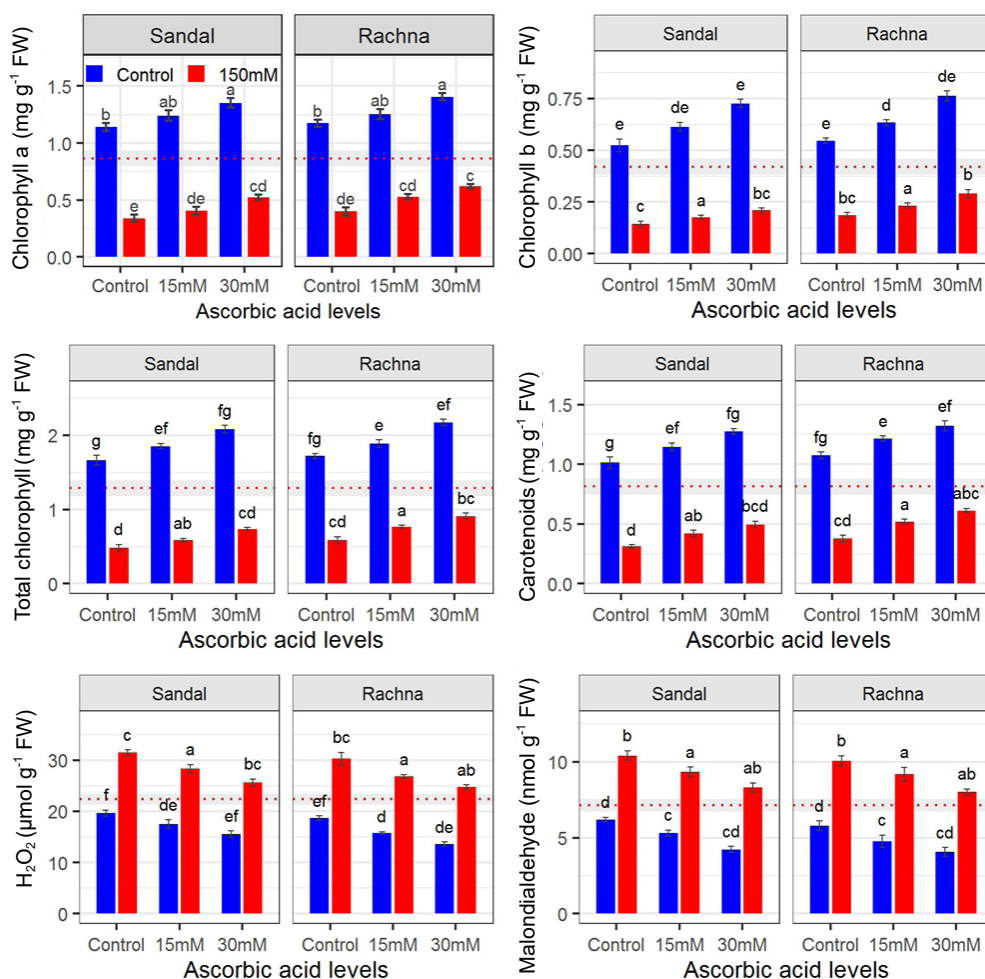 Chlorophyll a (mg g⁻¹ FW)
Sandal
Rachna
Control 150mM
1.5
1.0
0.5
0.0
b ab a
e de cd
b ab a
de cd c
Control 15mM 30mM
Control 15mM 30mM
Ascorbic acid levels
Chlorophyll b (mg g⁻¹ FW)
Sandal
Rachna
0.75
0.50
0.25
0.00
e de e
c a bc
e d de
bc a b
Control 15mM 30mM
Control 15mM 30mM
Total chlorophyll (mg g⁻¹ FW)
Sandal
Rachna
2
1
0
g ef fg
d ab cd
fg e ef
cd a bc
Control 15mM 30mM
Control 15mM 30mM
Ascorbic acid levels
Carotenoids (mg g⁻¹ FW)
Sandal
Rachna
1.5
1.0
0.5
0.0
g ef fg
d ab bcd
fg e ef
cd a abc
Control 15mM 30mM
Control 15mM 30mM
Ascorbic acid levels
H₂O₂ (µmol g⁻¹ FW)
Sandal
Rachna
30
20
10
0
c a bc
f de ef
bc a ab
ef d de
Control 15mM 30mM
Control 15mM 30mM
Ascorbic acid levels
Malondialdehyde (nmol g⁻¹ FW)
Sandal
Rachna
10
5
0
b a ab
d c cd
b a ab
d c cd
Control 15mM 30mM
Control 15mM 30mM
Ascorbic acid levels